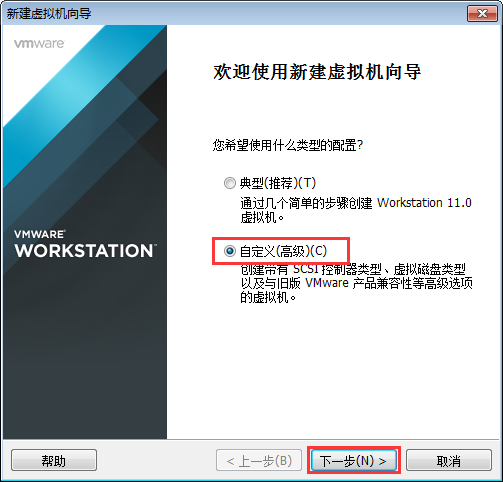 新建虚拟机向导
vmware
欢迎使用新建虚拟机向导
您希望使用什么类型的配置?
典型(推荐)(T)
通过几个简单的步骤创建 Workstation 11.0
虚拟机。
VMWARE
WORKSTATION™
自定义(高级)(C)
创建带有 SCSI 控制器类型、虚拟磁盘类型
以及与旧版 VMware 产品兼容性等高级选项
的虚拟机。
帮助
< 上一步(B)
下一步(N) >
取消